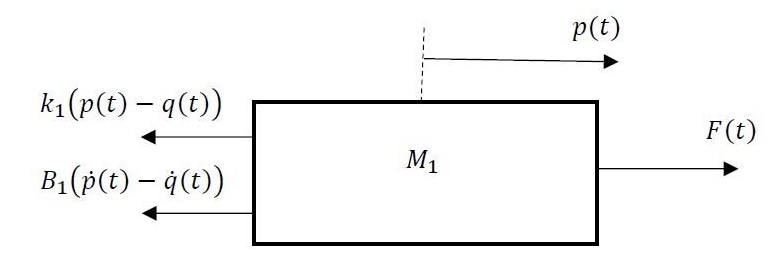 p(t)
k₁(p(t) − q(t))
F(t)
M₁
B₁(ṗ(t) − q̇(t))